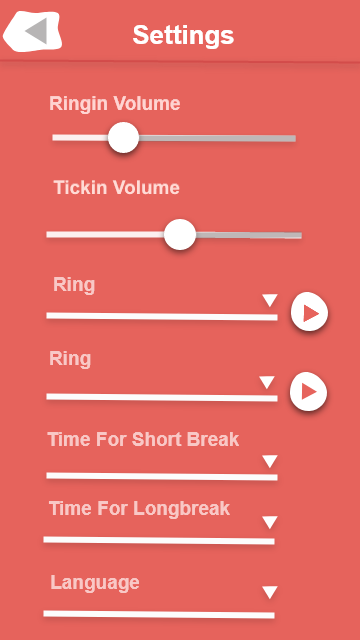 Settings
Ringin Volume
Tickin Volume
Ring
Ring
Time For Short Break
Time For Longbreak
Language